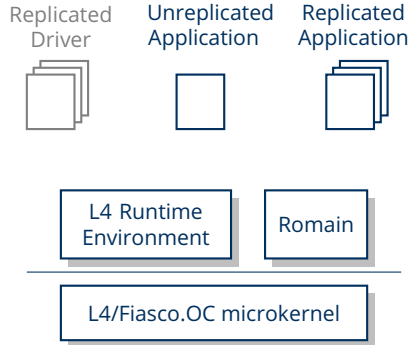 Replicated
Driver
Unreplicated
Application
Replicated
Application
L4 Runtime
Environment
Romain
L4/Fiasco.OC microkernel